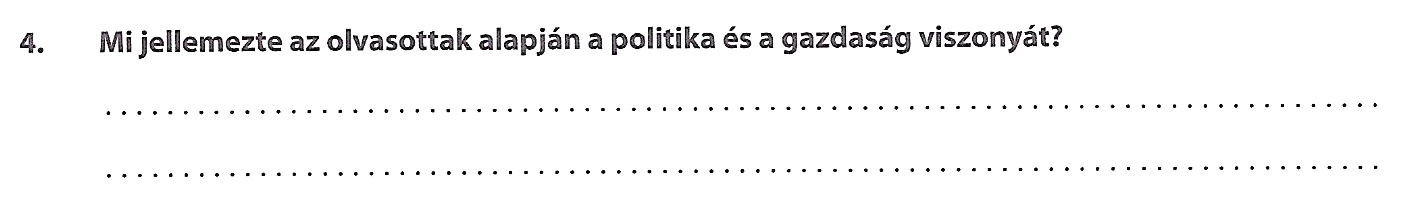 4. Mi jellemezte az olvasottak alapján a politika és a gazdaság viszonyát?